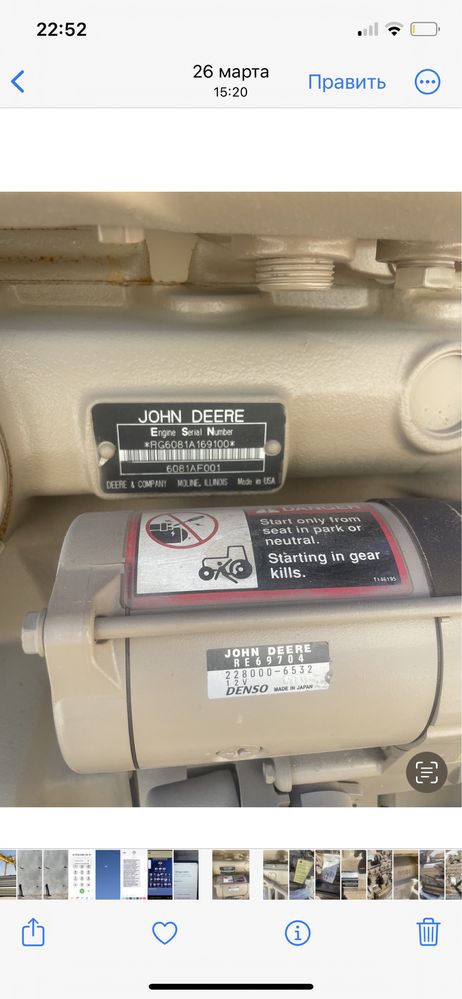 22:52
26 марта
15:20
Править
JOHN DEERE
Engine Serial Number
*RG6081A169100*
6081AF001
DEERE & COMPANY MOLINE, ILLINOIS Made in USA
DANGER
Start only from
seat in park or
neutral.
Starting in gear
kills.
T146195
JOHN DEERE
RE69704
228000-6532
12V
DENSO MADE IN JAPAN